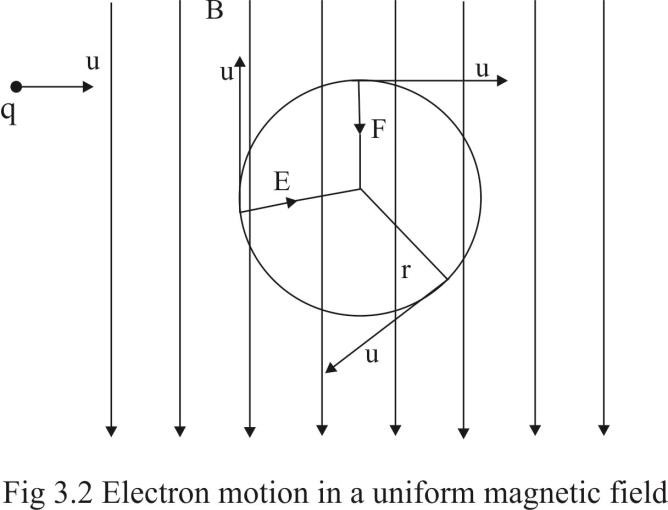 B
u
q
u
u
F
E
r
u
Fig 3.2 Electron motion in a uniform magnetic field